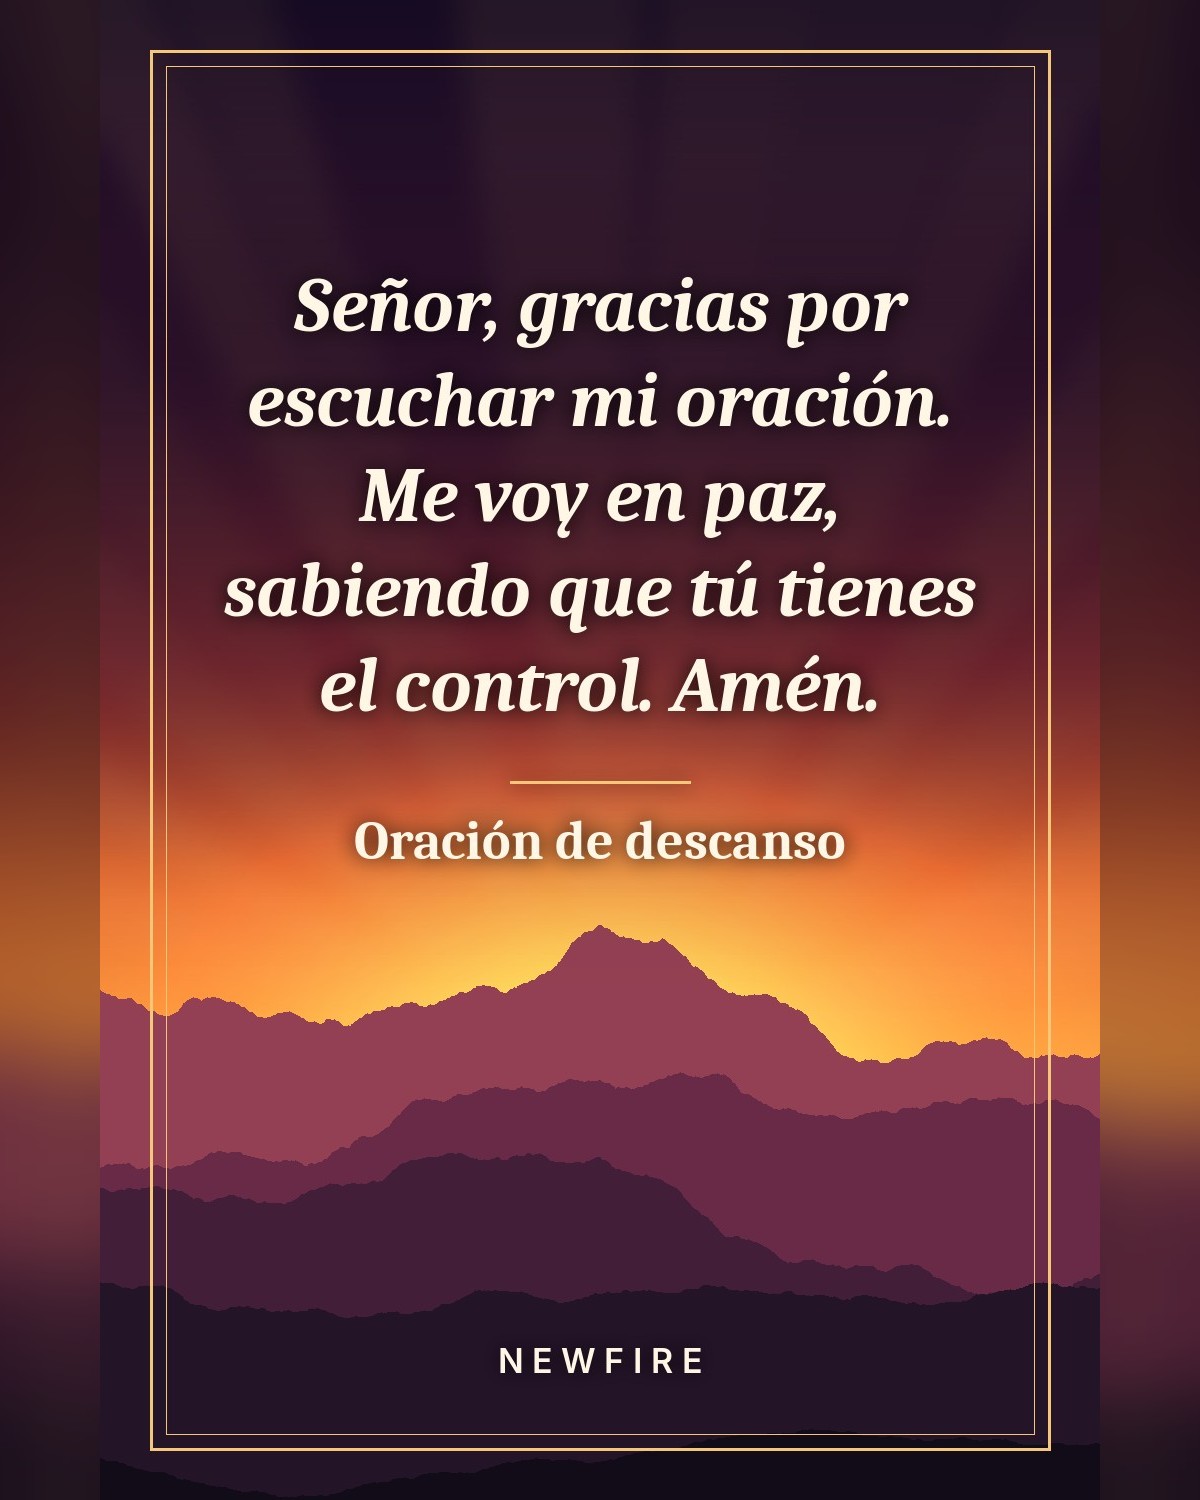 Señor, gracias por
escuchar mi oración.
Me voy en paz,
sabiendo que tú tienes
el control. Amén.
Oración de descanso
NEWFIRE